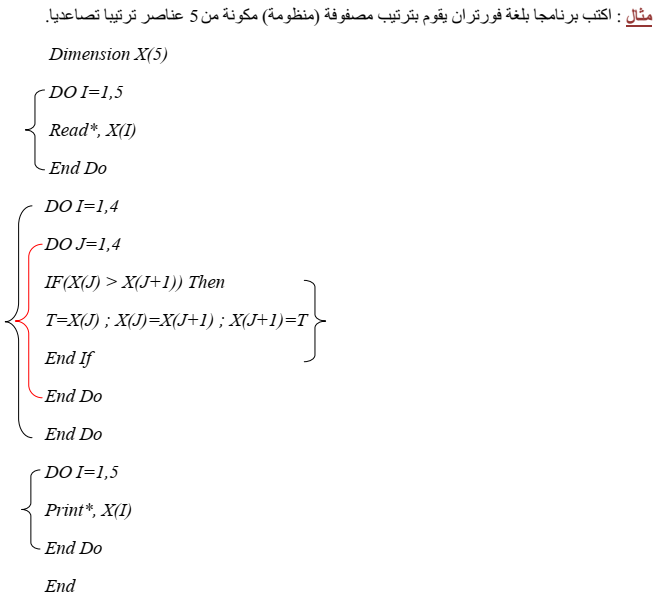 مثال : اكتب برنامجا بلغة فورتران يقوم بترتيب مصفوفة (منظومة) مكونة من 5 عناصر ترتيبا تصاعديا.
Dimension X(5)
DO I=1,5
Read*, X(I)
End Do
DO I=1,4
DO J=1,4
IF(X(J) > X(J+1)) Then
T=X(J) ; X(J)=X(J+1) ; X(J+1)=T
End If
End Do
End Do
DO I=1,5
Print*, X(I)
End Do
End